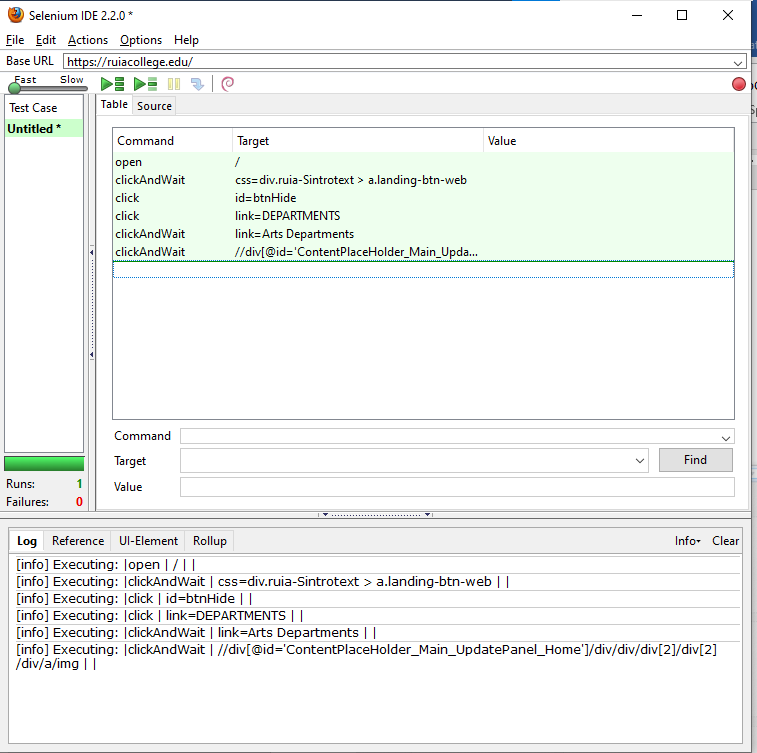 Selenium IDE 2.2.0 *
File Edit Actions Options Help
Base URL https://ruiacollege.edu/
Fast Slow
Test Case
Untitled *
Table Source
Command Target Value
open /
clickAndWait css=div.ruia-Sintrotext > a.landing-btn-web
click id=btnHide
click link=DEPARTMENTS
clickAndWait link=Arts Departments
clickAndWait //div[@id='ContentPlaceHolder_Main_Upda...
Command
Target Find
Value
Runs: 1
Failures: 0
Log Reference UI-Element Rollup Info Clear
[info] Executing: |open | / | |
[info] Executing: |clickAndWait | css=div.ruia-Sintrotext > a.landing-btn-web | |
[info] Executing: |click | id=btnHide | |
[info] Executing: |click | link=DEPARTMENTS | |
[info] Executing: |clickAndWait | link=Arts Departments | |
[info] Executing: |clickAndWait | //div[@id='ContentPlaceHolder_Main_UpdatePanel_Home']/div/div/div[2]/div[2]
/div/a/img | |